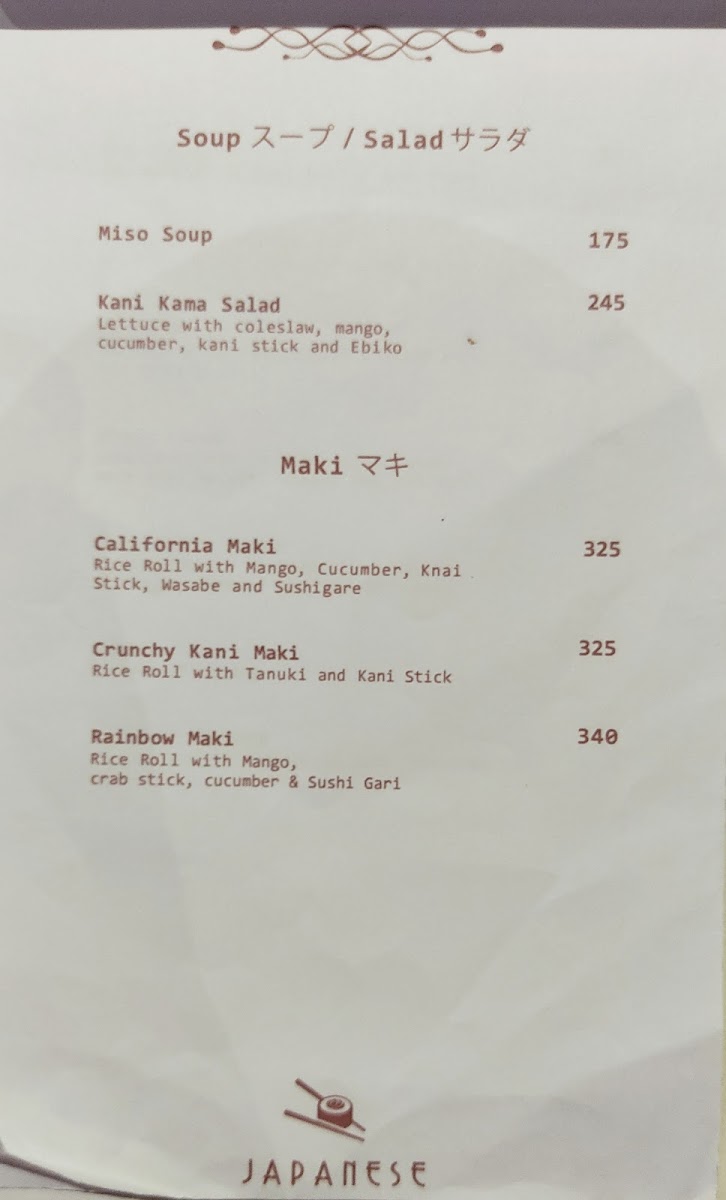 Soup スープ / Salad サラダ
Miso Soup 175
Kani Kama Salad 245
Lettuce with coleslaw, mango,
cucumber, kani stick and Ebiko
Maki マキ
California Maki 325
Rice Roll with Mango, Cucumber, Knai
Stick, Wasabe and Sushigare
Crunchy Kani Maki 325
Rice Roll with Tanuki and Kani Stick
Rainbow Maki 340
Rice Roll with Mango,
crab stick, cucumber & Sushi Gari
JAPANESE